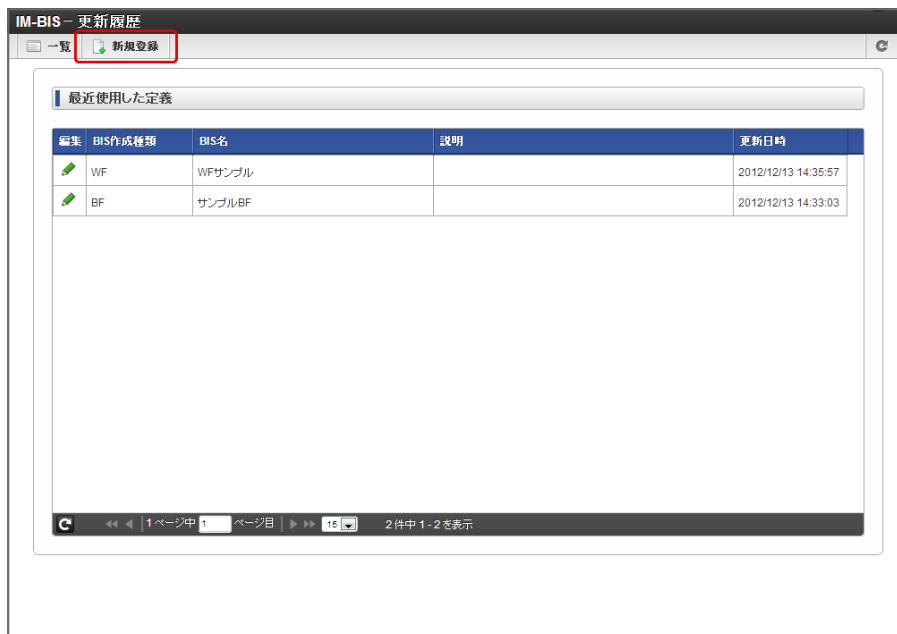 IM-BIS－更新履歴
一覧 新規登録
最近使用した定義
編集 BIS作成種類 BIS名 説明 更新日時
WF WFサンプル 2012/12/13 14:35:57
BF サンプルBF 2012/12/13 14:33:03
1ページ中 1 ページ目 15 2件中 1 - 2 を表示